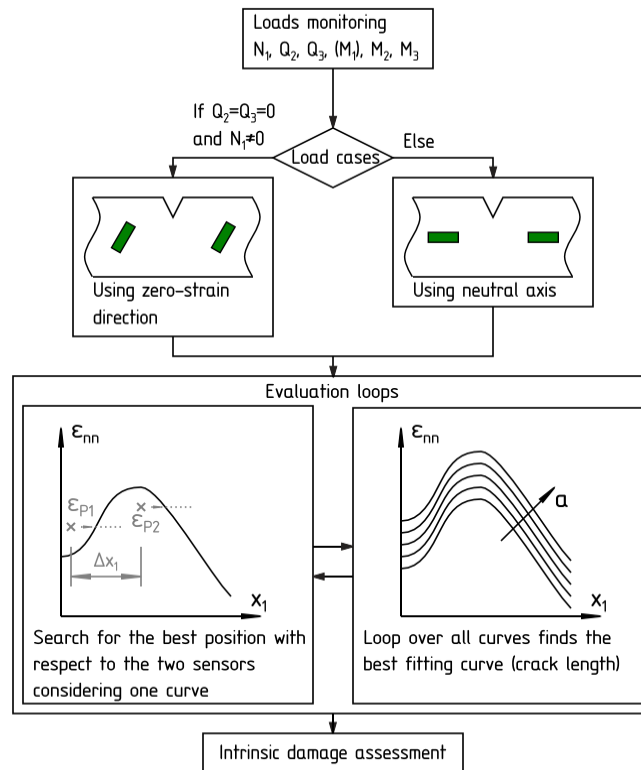 Loads monitoring
N₁, Q₂, Q₃, (M₁), M₂, M₃
If Q₂=Q₃=0
and N₁≠0
Load cases
Else
Using zero-strain
direction
Using neutral axis
Evaluation loops
εₙₙ
ε_P1
ε_P2
Δx₁
x₁
Search for the best position with
respect to the two sensors
considering one curve
εₙₙ
a
x₁
Loop over all curves finds the
best fitting curve (crack length)
Intrinsic damage assessment